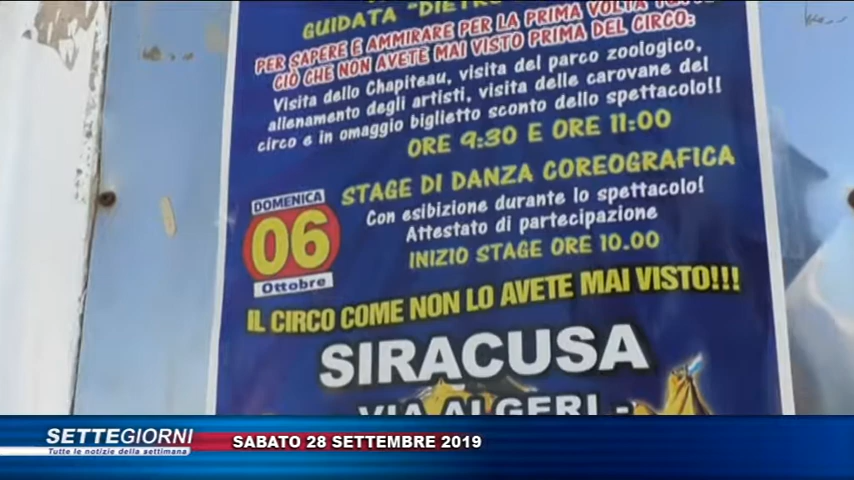 GUIDATA "DIETRO
PER SAPERE E AMMIRARE PER LA PRIMA VOLTA
CIÒ CHE NON AVETE MAI VISTO PRIMA DEL CIRCO:
Visita dello Chapiteau, visita del parco zoologico,
allenamento degli Artisti, visita delle carovane del
circo e in omaggio biglietto sconto dello spettacolo!!
ORE 9:30 E ORE 11:00
STAGE DI DANZA COREOGRAFICA
Con esibizione durante lo spettacolo!
Attestato di partecipazione
INIZIO STAGE ORE 10.00
DOMENICA
06
Ottobre
IL CIRCO COME NON LO AVETE MAI VISTO!!!
SIRACUSA
VIA ALGERI -
SETTEGIORNI
Tutte le notizie della settimana
SABATO 28 SETTEMBRE 2019